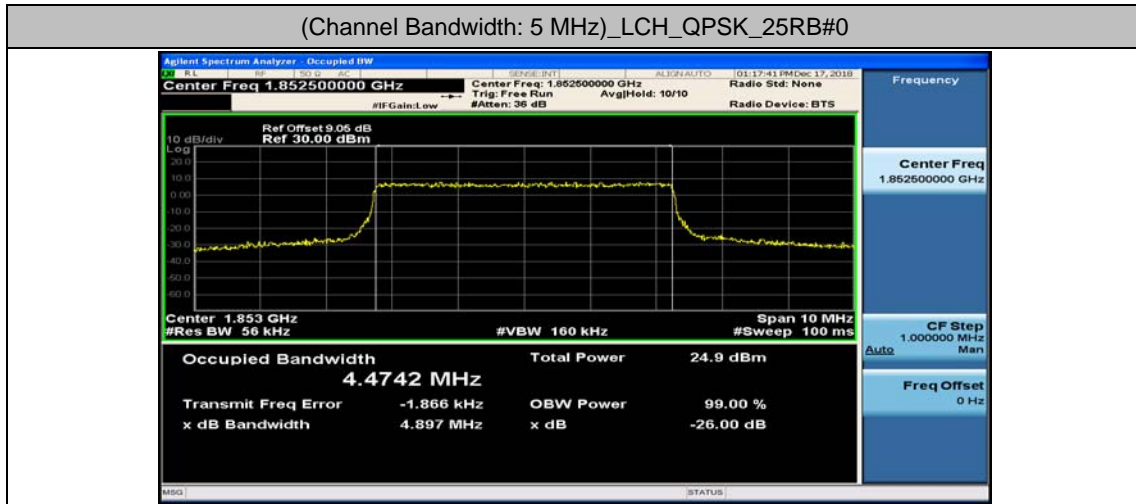 (Channel Bandwidth: 5 MHz)_LCH_QPSK_25RB#0
Agilent Spectrum Analyzer - Occupied BW
RL RF 50 Ω AC SENSE:INT ALIGN AUTO 01:17:41 PM Dec 17, 2018
Center Freq 1.852500000 GHz
Center Freq: 1.852500000 GHz
Radio Std: None
Trig: Free Run Avg|Hold: 10/10
#IFGain:Low #Atten: 36 dB Radio Device: BTS
Ref Offset 9.05 dB
10 dB/div Ref 30.00 dBm
Log
20.0
10.0
0.00
-10.0
-20.0
-30.0
-40.0
-50.0
-60.0
Center 1.853 GHz Span 10 MHz
#Res BW 56 kHz #VBW 160 kHz #Sweep 100 ms
Occupied Bandwidth Total Power 24.9 dBm
4.4742 MHz
Transmit Freq Error -1.866 kHz OBW Power 99.00 %
x dB Bandwidth 4.897 MHz x dB -26.00 dB
MSG STATUS
Frequency
Center Freq
1.852500000 GHz
CF Step
1.000000 MHz
Auto Man
Freq Offset
0 Hz